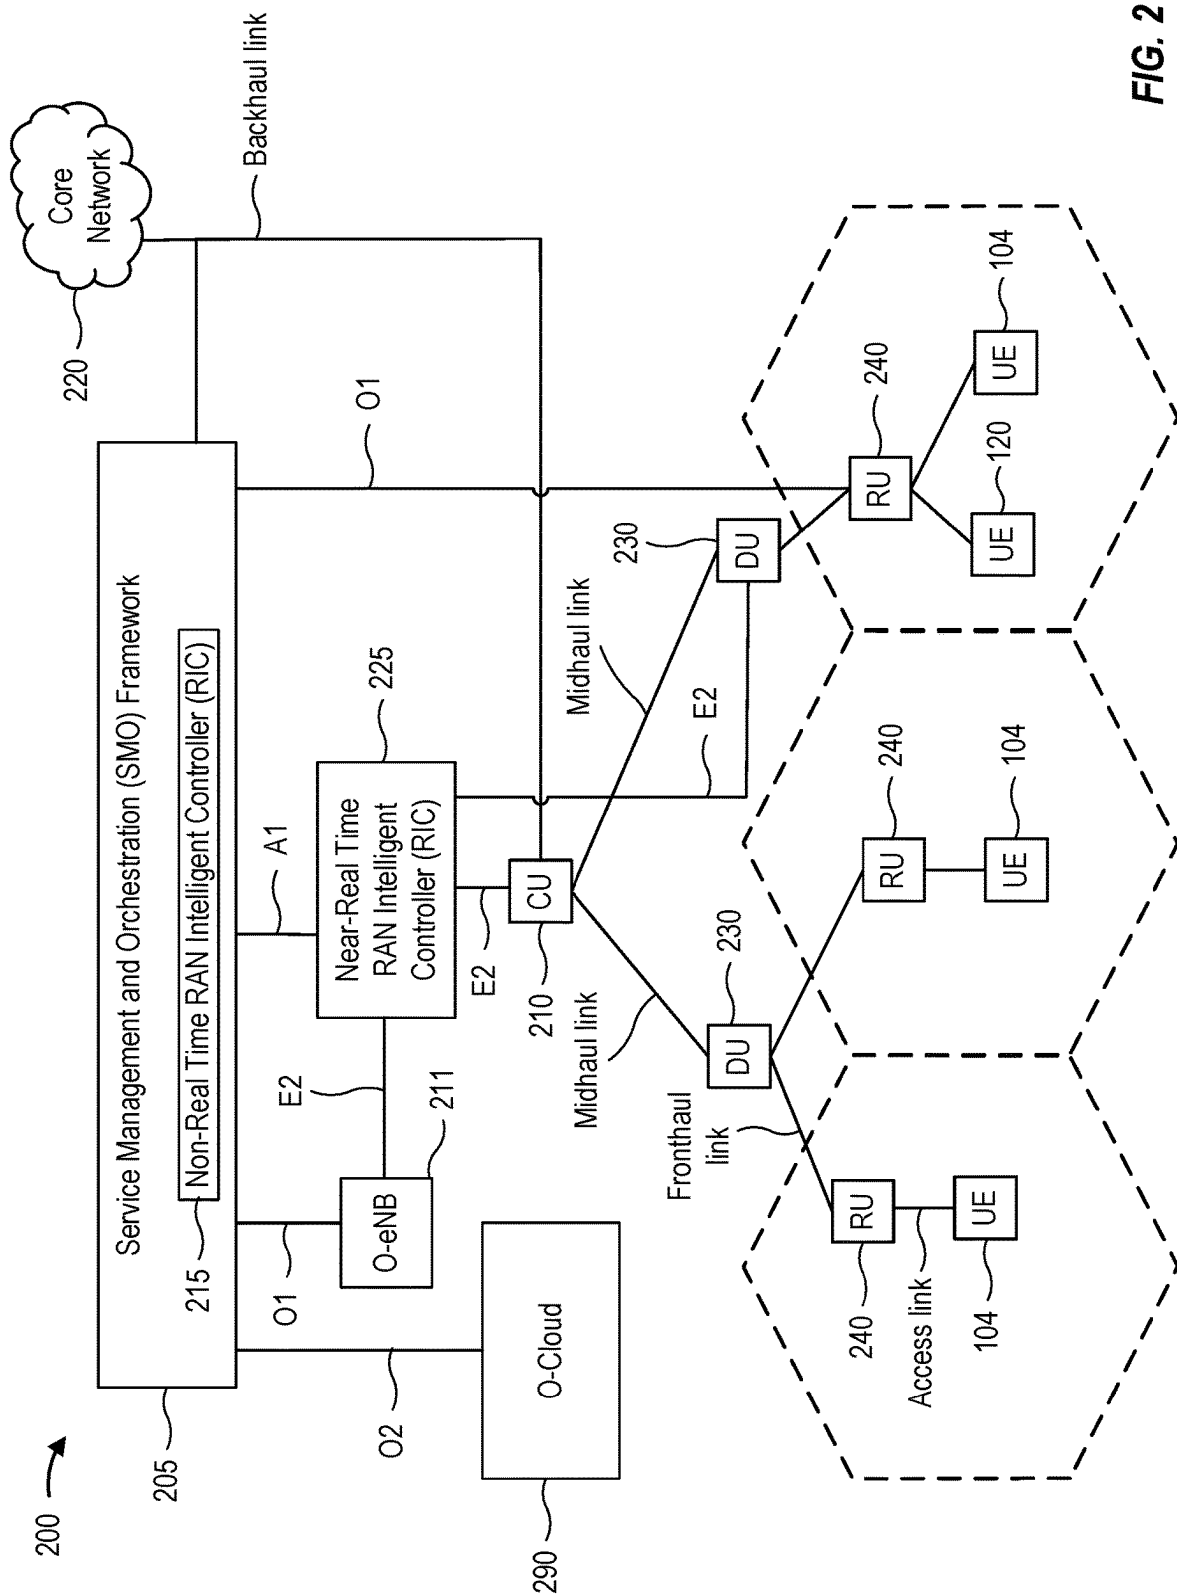 200
205
Service Management and Orchestration (SMO) Framework
215
Non-Real Time RAN Intelligent Controller (RIC)
220
Core
Network
Backhaul link
O2
O1
A1
O1
290
O-Cloud
O-eNB
211
E2
Near-Real Time
RAN Intelligent
Controller (RIC)
225
E2
210
CU
Midhaul link
Midhaul link
E2
DU
230
230
DU
Fronthaul
link
240
RU
Access link
104
UE
RU
240
UE
104
RU
240
UE
120
UE
104
FIG. 2